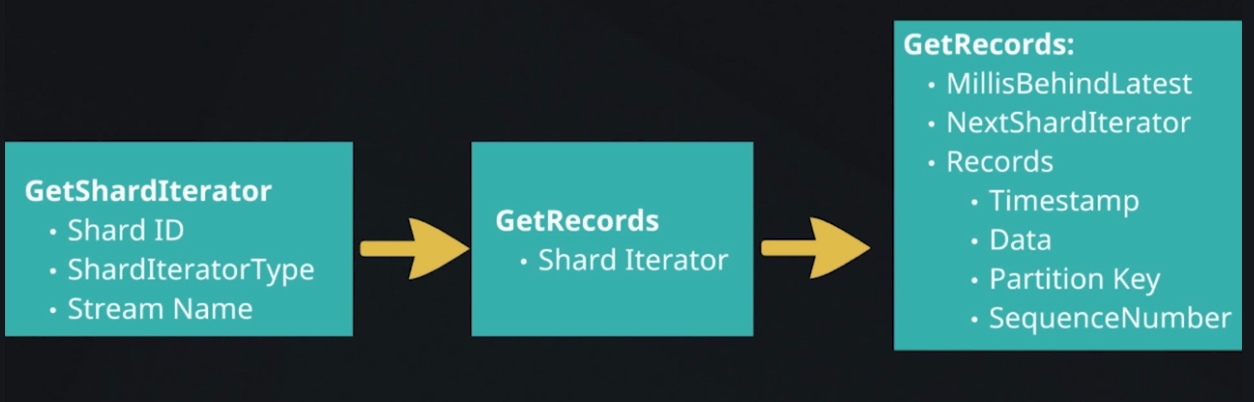 GetShardIterator
• Shard ID
• ShardIteratorType
• Stream Name
GetRecords
• Shard Iterator
GetRecords:
• MillisBehindLatest
• NextShardIterator
• Records
• Timestamp
• Data
• Partition Key
• SequenceNumber